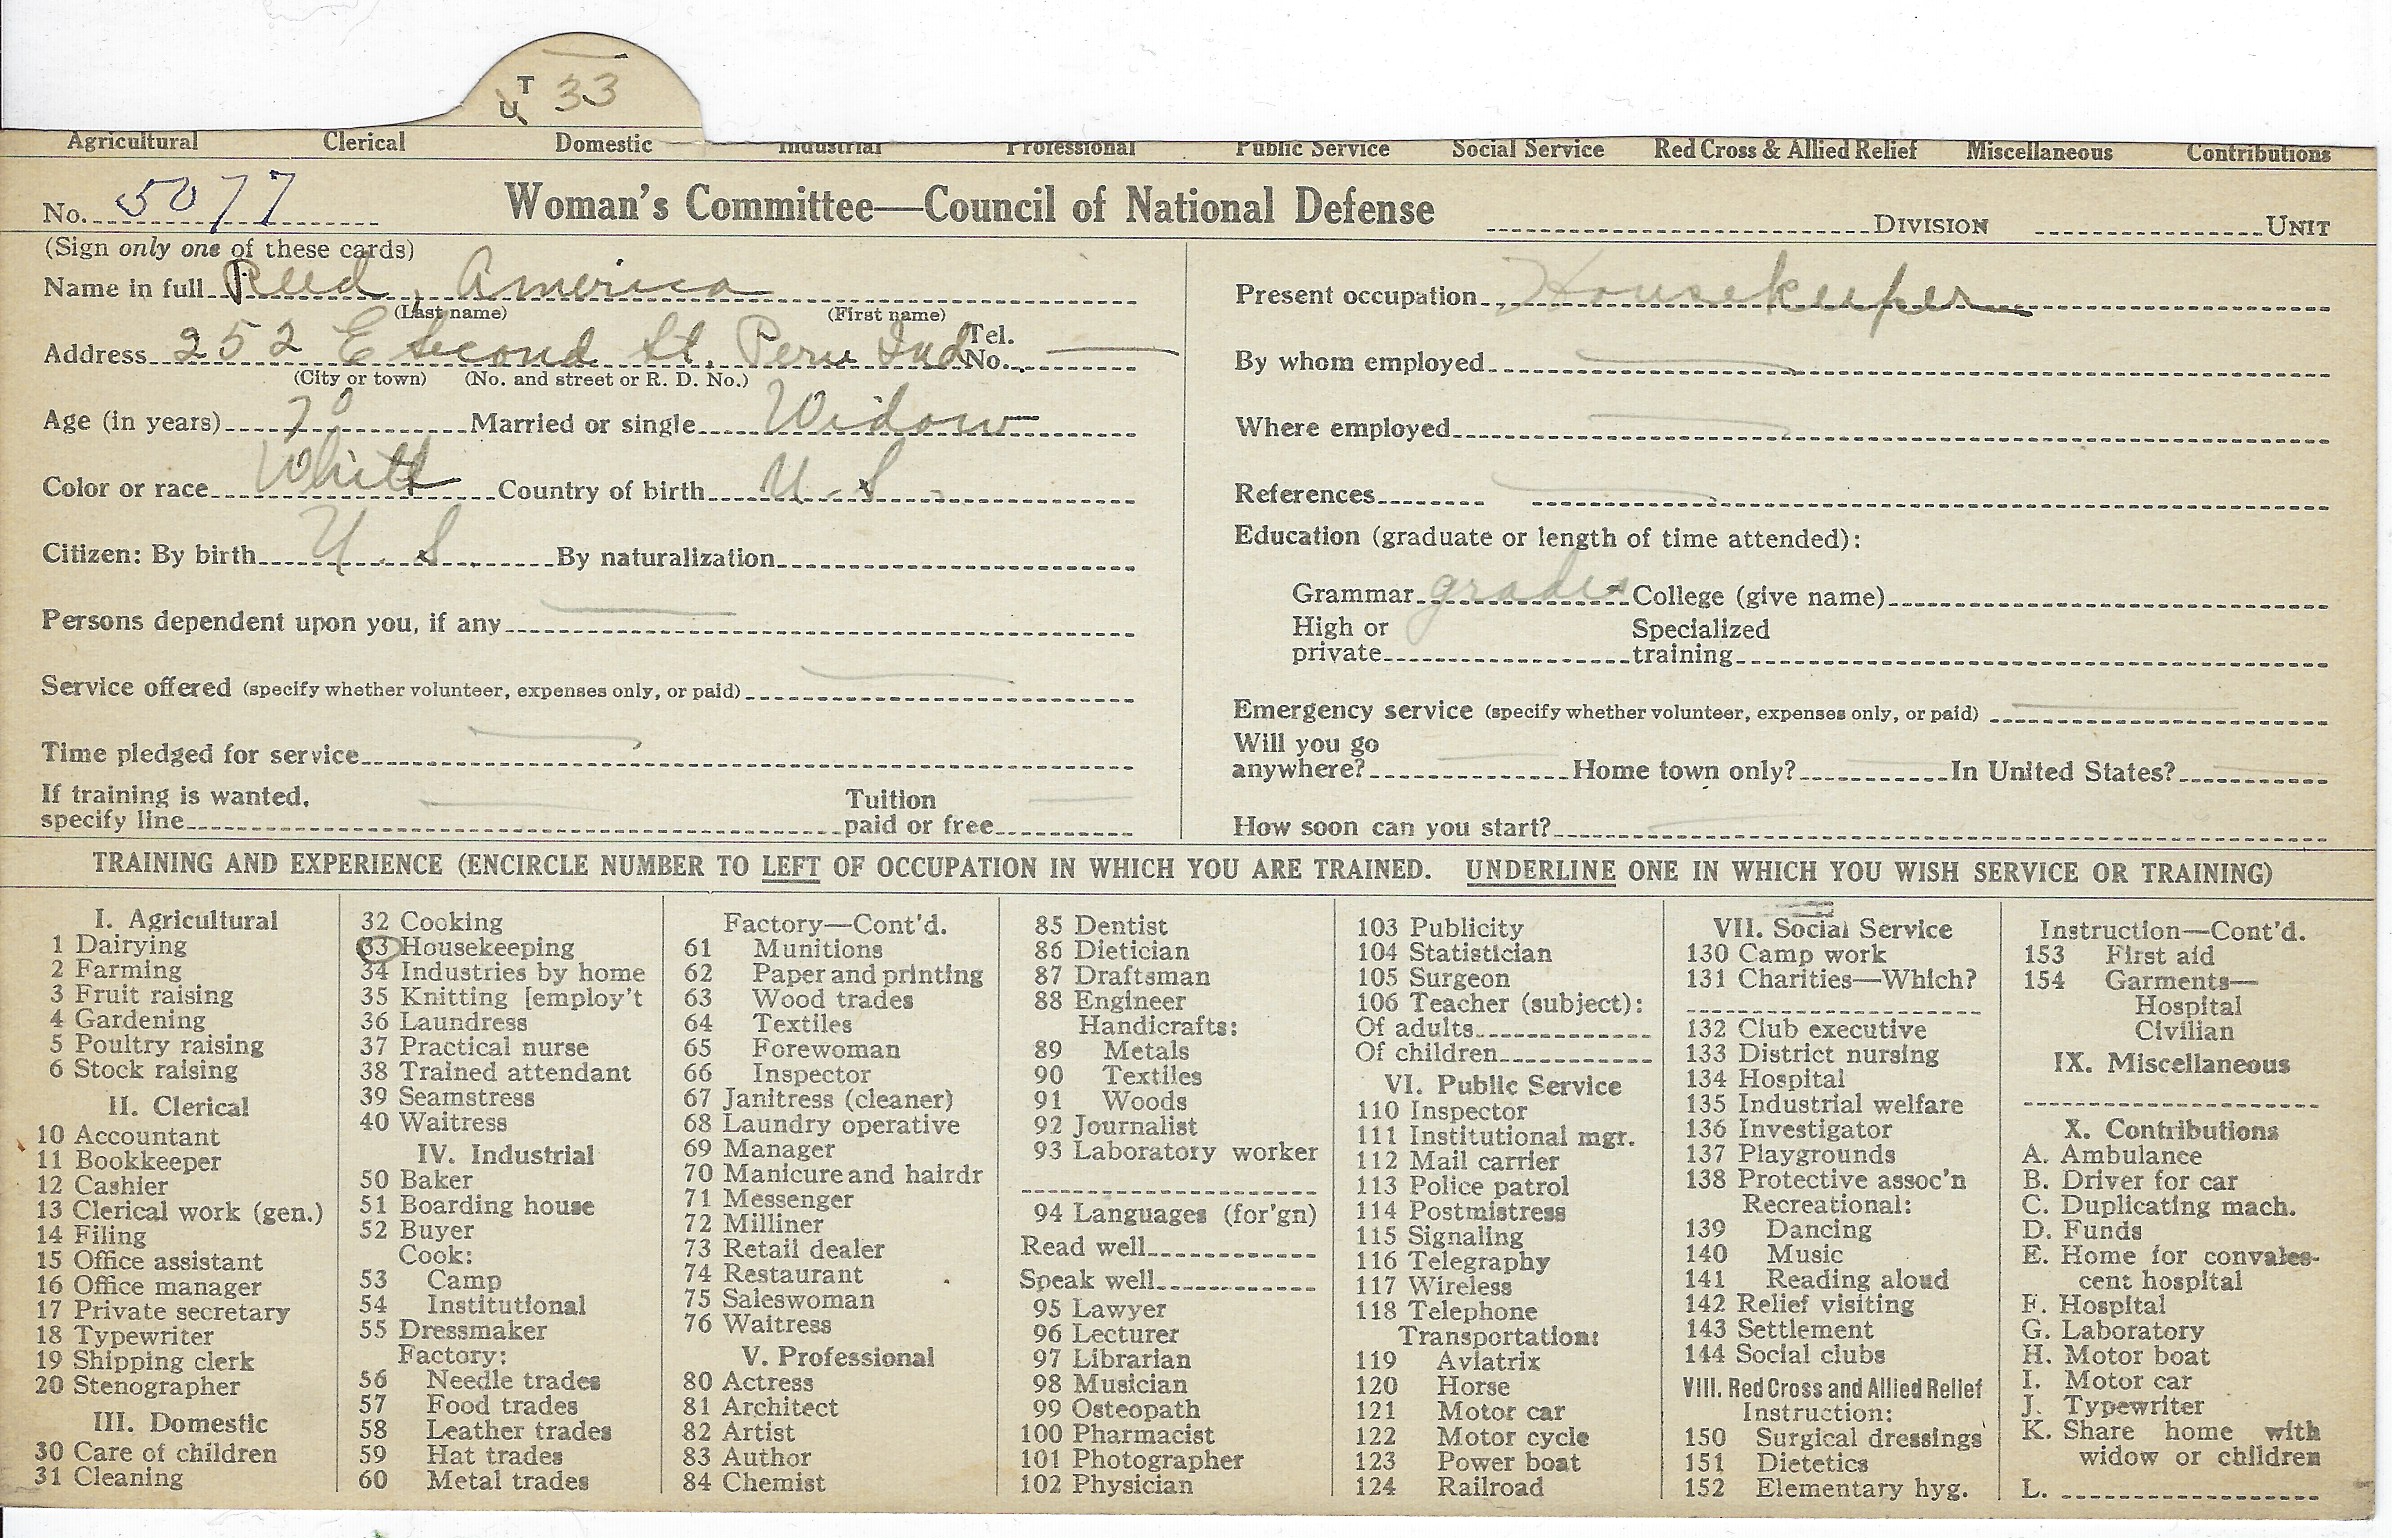 T
U 33
Agricultural Clerical Domestic Industrial Professional Public Service Social Service Red Cross & Allied Relief Miscellaneous Contributions
No. 5077 Woman's Committee—Council of National Defense DIVISION UNIT
(Sign only one of these cards)
Name in full Reed, America
(Last name) (First name)
Address 252 E Second St. Peru Ind Tel. No.
(City or town) (No. and street or R. D. No.)
Age (in years) 70 Married or single Widow
Color or race White Country of birth U. S.
Citizen: By birth U. S. By naturalization
Persons dependent upon you, if any
Service offered (specify whether volunteer, expenses only, or paid)
Time pledged for service
If training is wanted, specify line Tuition paid or free
Present occupation Housekeeper
By whom employed
Where employed
References
Education (graduate or length of time attended):
Grammar grades College (give name)
High or private Specialized training
Emergency service (specify whether volunteer, expenses only, or paid)
Will you go anywhere? Home town only? In United States?
How soon can you start?
TRAINING AND EXPERIENCE (ENCIRCLE NUMBER TO LEFT OF OCCUPATION IN WHICH YOU ARE TRAINED. UNDERLINE ONE IN WHICH YOU WISH SERVICE OR TRAINING)
I. Agricultural
1 Dairying
2 Farming
3 Fruit raising
4 Gardening
5 Poultry raising
6 Stock raising
II. Clerical
10 Accountant
11 Bookkeeper
12 Cashier
13 Clerical work (gen.)
14 Filing
15 Office assistant
16 Office manager
17 Private secretary
18 Typewriter
19 Shipping clerk
20 Stenographer
III. Domestic
30 Care of children
31 Cleaning
32 Cooking
33 Housekeeping
34 Industries by home
35 Knitting [employ't
36 Laundress
37 Practical nurse
38 Trained attendant
39 Seamstress
40 Waitress
IV. Industrial
50 Baker
51 Boarding house
52 Buyer
Cook:
53 Camp
54 Institutional
55 Dressmaker
Factory:
56 Needle trades
57 Food trades
58 Leather trades
59 Hat trades
60 Metal trades
Factory—Cont'd.
61 Munitions
62 Paper and printing
63 Wood trades
64 Textiles
65 Forewoman
66 Inspector
67 Janitress (cleaner)
68 Laundry operative
69 Manager
70 Manicure and hairdr
71 Messenger
72 Milliner
73 Retail dealer
74 Restaurant
75 Saleswoman
76 Waitress
V. Professional
80 Actress
81 Architect
82 Artist
83 Author
84 Chemist
85 Dentist
86 Dietician
87 Draftsman
88 Engineer
Handicrafts:
89 Metals
90 Textiles
91 Woods
92 Journalist
93 Laboratory worker
94 Languages (for'gn)
Read well
Speak well
95 Lawyer
96 Lecturer
97 Librarian
98 Musician
99 Osteopath
100 Pharmacist
101 Photographer
102 Physician
103 Publicity
104 Statistician
105 Surgeon
106 Teacher (subject):
Of adults
Of children
VI. Public Service
110 Inspector
111 Institutional mgr.
112 Mail carrier
113 Police patrol
114 Postmistress
115 Signaling
116 Telegraphy
117 Wireless
118 Telephone
Transportation:
119 Aviatrix
120 Horse
121 Motor car
122 Motor cycle
123 Power boat
124 Railroad
VII. Social Service
130 Camp work
131 Charities—Which?
132 Club executive
133 District nursing
134 Hospital
135 Industrial welfare
136 Investigator
137 Playgrounds
138 Protective assoc'n
Recreational:
139 Dancing
140 Music
141 Reading aloud
142 Relief visiting
143 Settlement
144 Social clubs
VIII. Red Cross and Allied Relief
Instruction:
150 Surgical dressings
151 Dietetics
152 Elementary hyg.
Instruction—Cont'd.
153 First aid
154 Garments—
Hospital
Civilian
IX. Miscellaneous
X. Contributions
A. Ambulance
B. Driver for car
C. Duplicating mach.
D. Funds
E. Home for convales-
cent hospital
F. Hospital
G. Laboratory
H. Motor boat
I. Motor car
J. Typewriter
K. Share home with
widow or children
L.